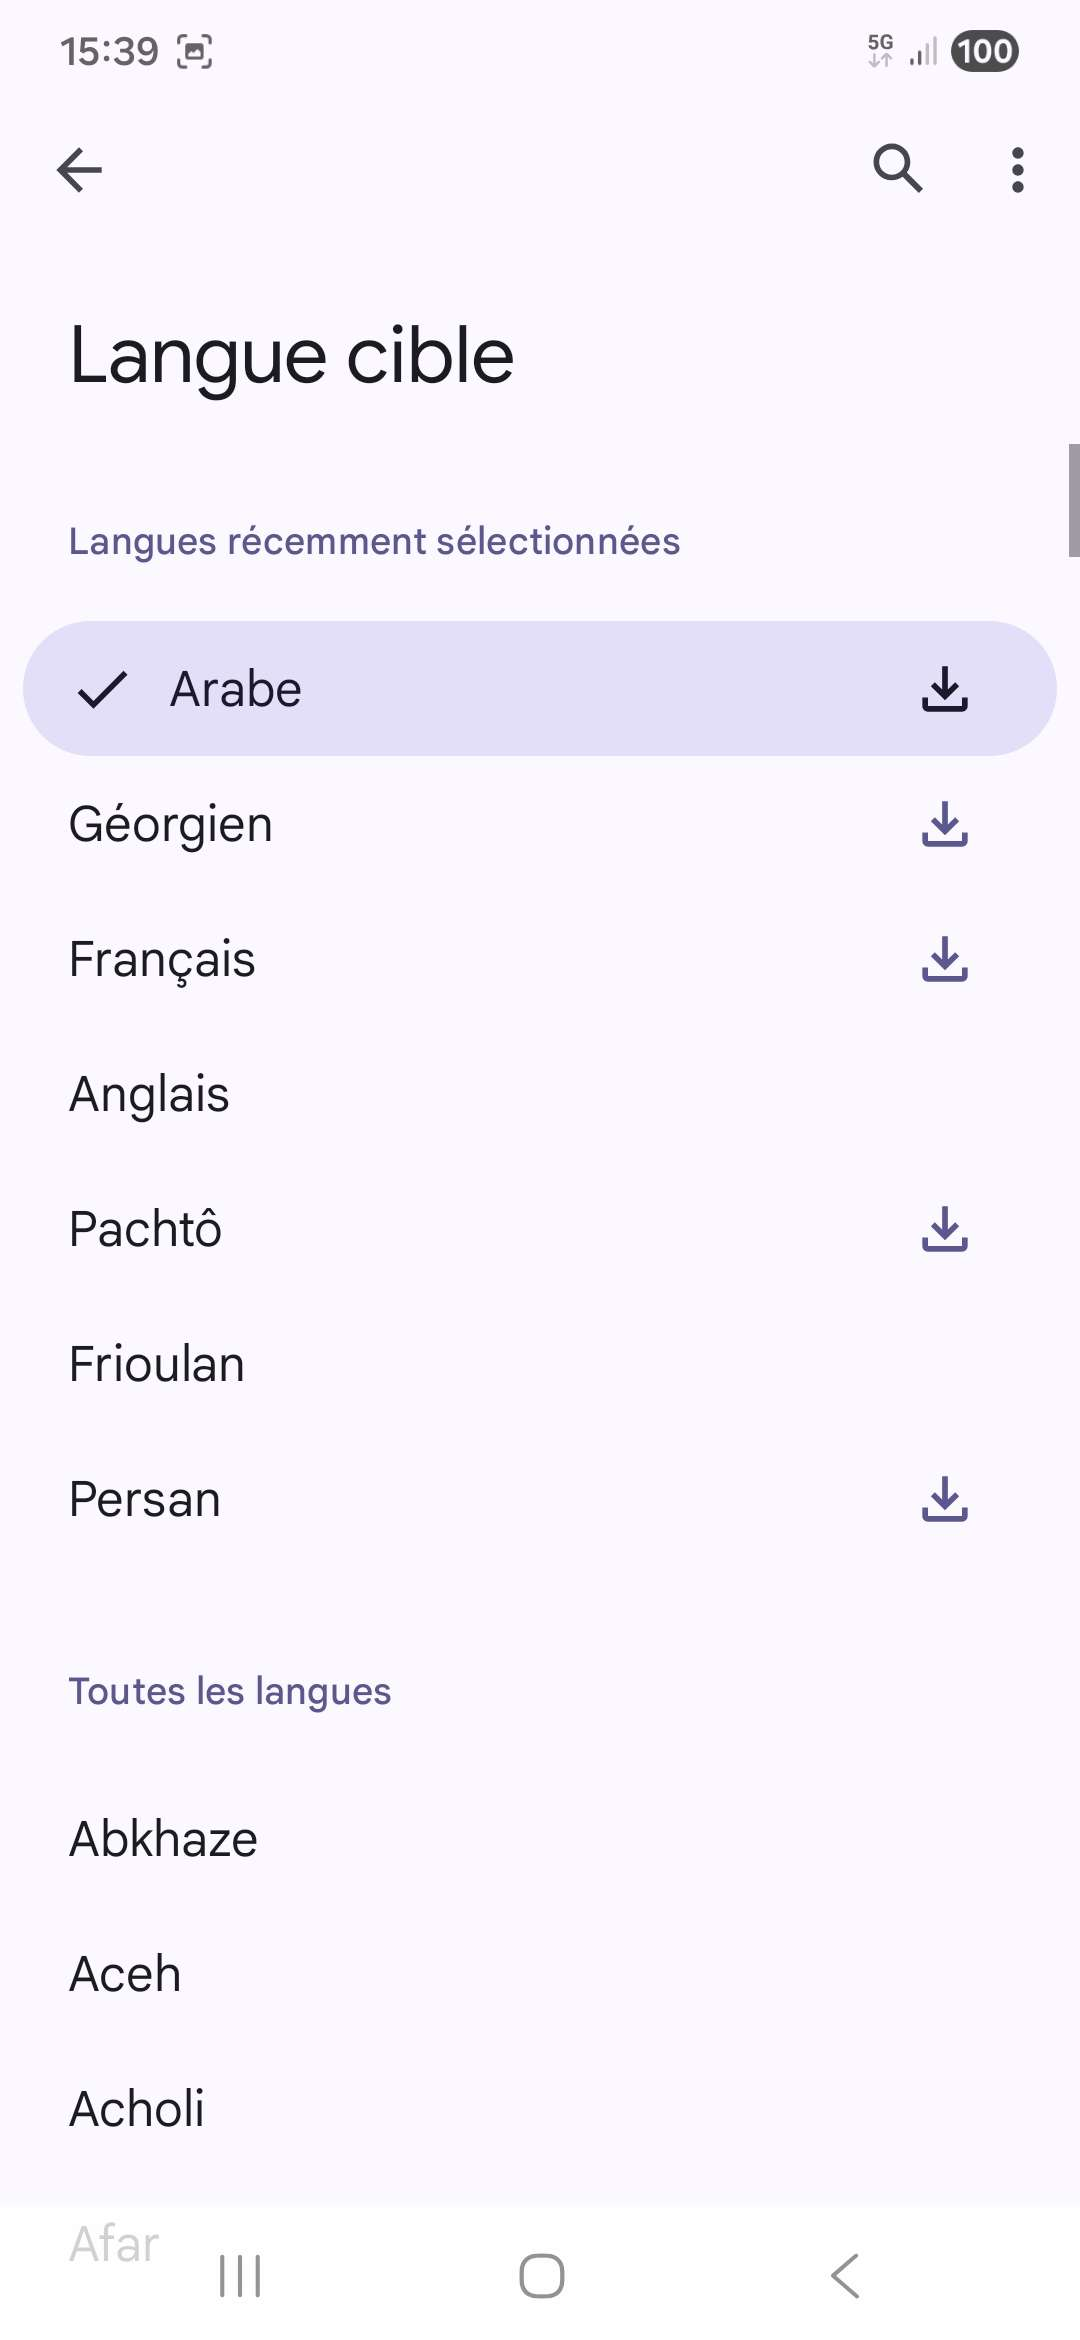 15:39 5G 100
Langue cible
Langues récemment sélectionnées
Arabe
Géorgien
Français
Anglais
Pachtô
Frioulan
Persan
Toutes les langues
Abkhaze
Aceh
Acholi
Afar